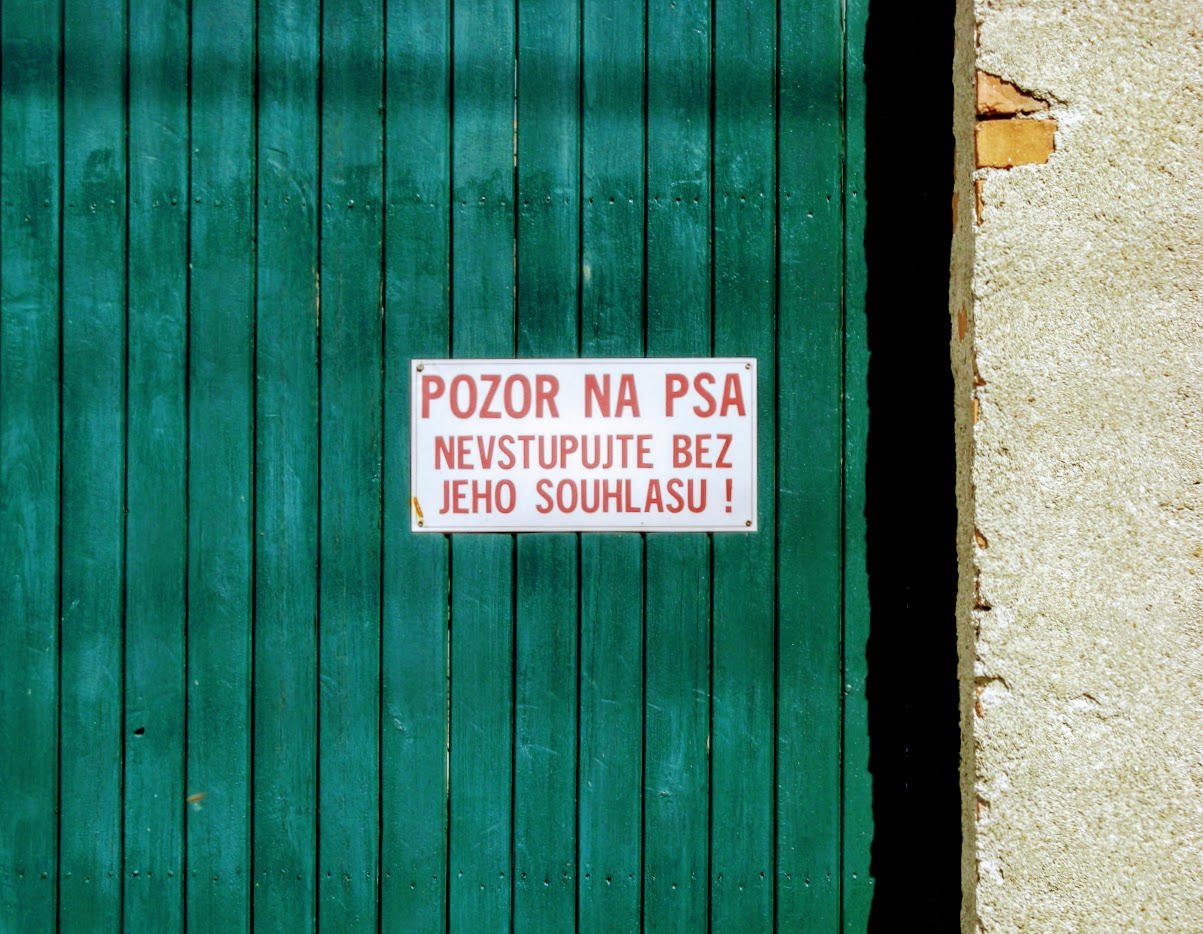 POZOR NA PSA
NEVSTUPUJTE BEZ
JEHO SOUHLASU !